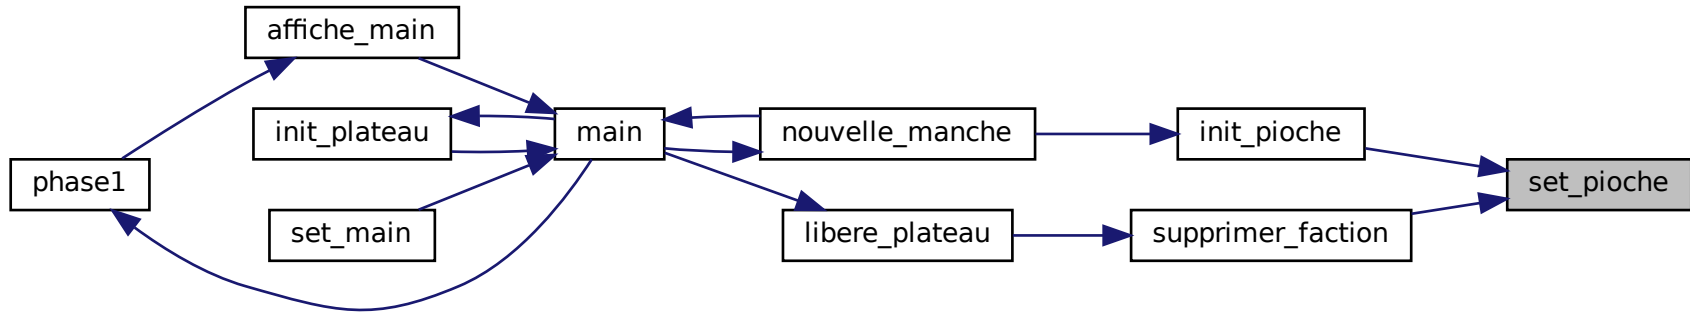 affiche_main
init_plateau
main
nouvelle_manche
init_pioche
phase1
set_pioche
set_main
libere_plateau
supprimer_faction